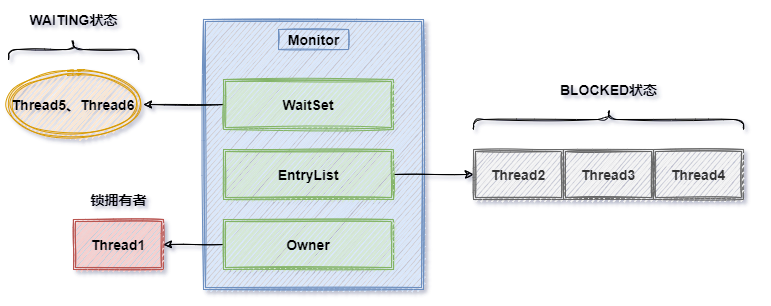 WAITING状态
Monitor
Thread5、Thread6
WaitSet
BLOCKED状态
EntryList
Thread2
Thread3
Thread4
锁拥有者
Thread1
Owner